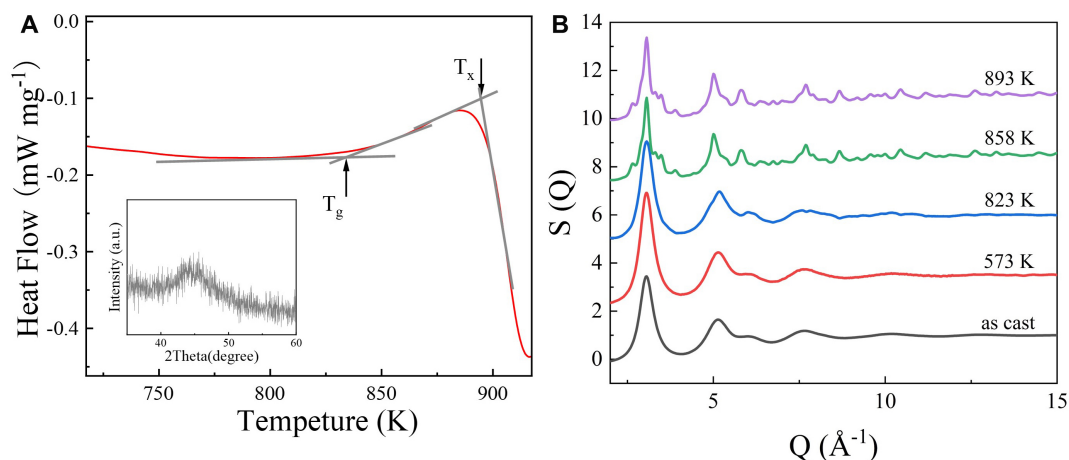 A
Heat Flow (mW mg⁻¹)
0.0
-0.1
-0.2
-0.3
-0.4
Tₓ
T_g
Intensity (a.u.)
40 50 60
2Theta(degree)
750 800 850 900
Tempeture (K)
B
S (Q)
14
12
10
8
6
4
2
0
893 K
858 K
823 K
573 K
as cast
5 10 15
Q (Å⁻¹)